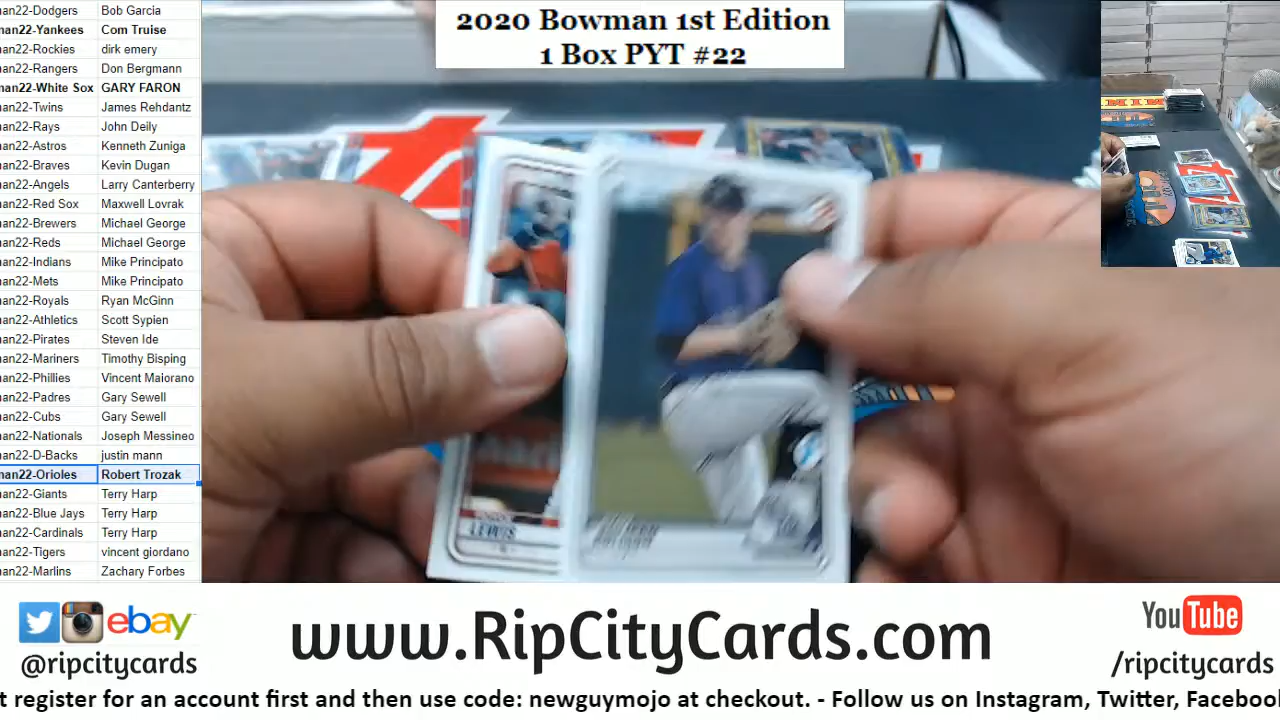 2020 Bowman 1st Edition
1 Box PYT #22
nan22-Dodgers Bob Garcia
nan22-Yankees Com Truise
nan22-Rockies dirk emery
nan22-Rangers Don Bergmann
nan22-White Sox GARY FARON
nan22-Twins James Rehdantz
nan22-Rays John Deily
nan22-Astros Kenneth Zuniga
nan22-Braves Kevin Dugan
nan22-Angels Larry Canterberry
nan22-Red Sox Maxwell Lovrak
nan22-Brewers Michael George
nan22-Reds Michael George
nan22-Indians Mike Principato
nan22-Mets Mike Principato
nan22-Royals Ryan McGinn
nan22-Athletics Scott Sypien
nan22-Pirates Steven Ide
nan22-Mariners Timothy Bisping
nan22-Phillies Vincent Maiorano
nan22-Padres Gary Sewell
nan22-Cubs Gary Sewell
nan22-Nationals Joseph Messineo
nan22-D-Backs justin mann
nan22-Orioles Robert Trozak
nan22-Giants Terry Harp
nan22-Blue Jays Terry Harp
nan22-Cardinals Terry Harp
nan22-Tigers vincent giordano
nan22-Marlins Zachary Forbes
LEWIS
ebay
@ripcitycards
www.RipCityCards.com
YouTube
/ripcitycards
t register for an account first and then use code: newguymojo at checkout. - Follow us on Instagram, Twitter, Facebook